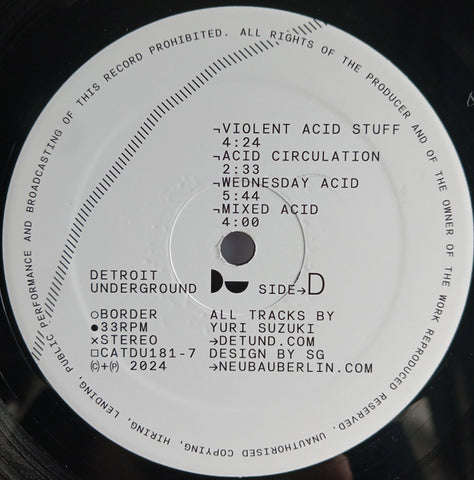 PERFORMANCE AND BROADCASTING OF THIS RECORD PROHIBITED. ALL RIGHTS OF THE PRODUCER AND OF THE OWNER OF THE WORK REPRODUCED RESERVED. UNAUTHORISED COPYING, HIRING, LENDING, PUBLIC
¬VIOLENT ACID STUFF
4:24
¬ACID CIRCULATION
2:33
¬WEDNESDAY ACID
5:44
¬MIXED ACID
4:00
DETROIT
UNDERGROUND SIDE→D
○BORDER ALL TRACKS BY
●33RPM YURI SUZUKI
×STEREO →DETUND.COM
□CATDU181-7 DESIGN BY SG
©+℗ 2024 →NEUBAUBERLIN.COM